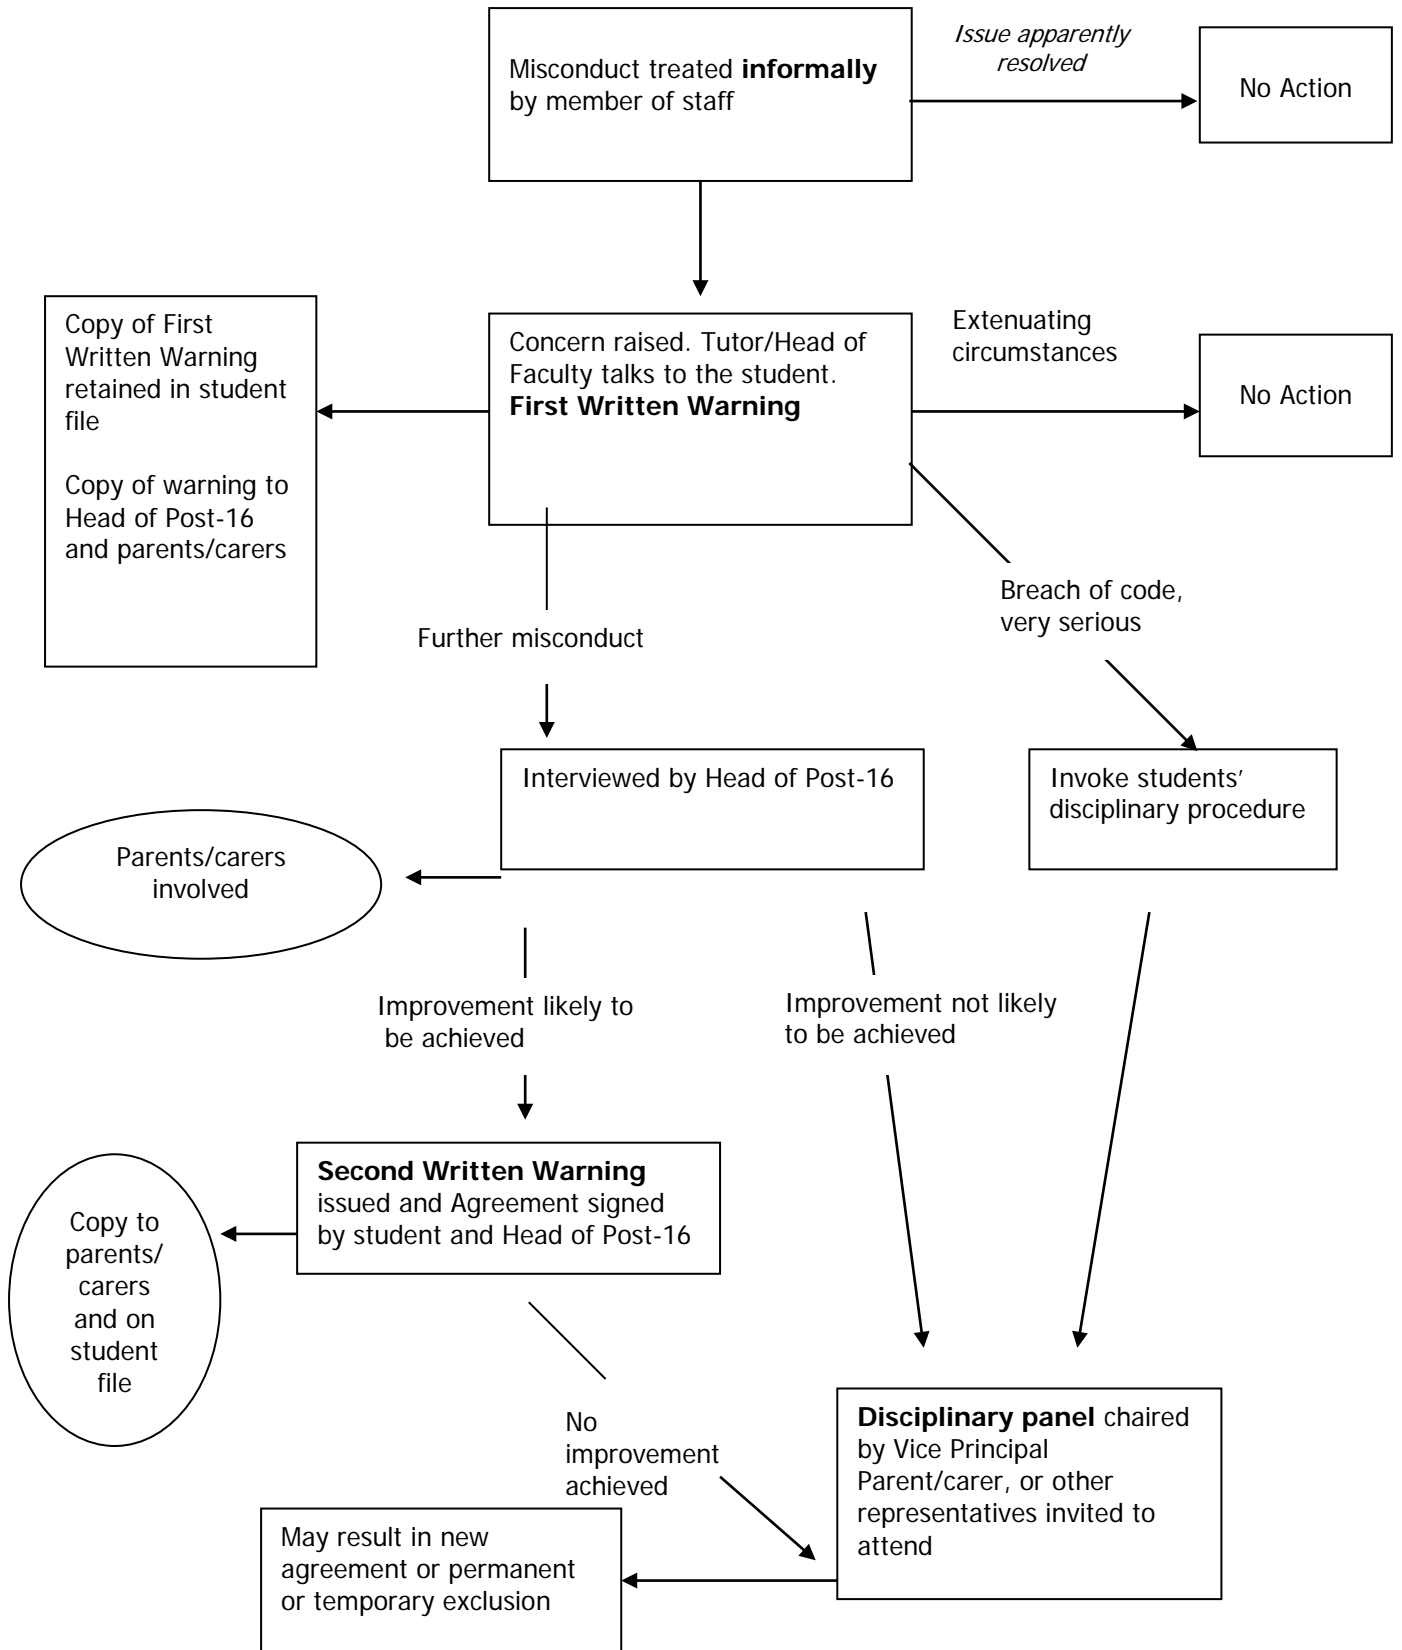 Misconduct treated informally
by member of staff
Issue apparently
resolved
No Action
Copy of First
Written Warning
retained in student
file
Copy of warning to
Head of Post-16
and parents/carers
Concern raised. Tutor/Head of
Faculty talks to the student.
First Written Warning
Extenuating
circumstances
No Action
Breach of code,
very serious
Further misconduct
Interviewed by Head of Post-16
Invoke students’
disciplinary procedure
Parents/carers
involved
Improvement likely to
be achieved
Improvement not likely
to be achieved
Second Written Warning
issued and Agreement signed
by student and Head of Post-16
Copy to
parents/
carers
and on
student
file
No
improvement
achieved
Disciplinary panel chaired
by Vice Principal
Parent/carer, or other
representatives invited to
attend
May result in new
agreement or permanent
or temporary exclusion